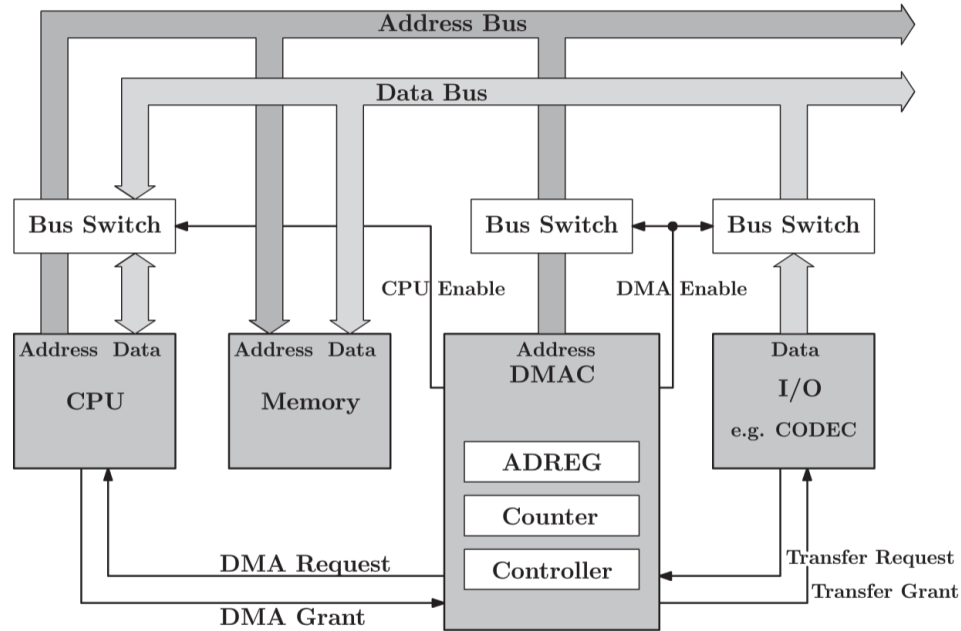 Address Bus
Data Bus
Bus Switch
Bus Switch
Bus Switch
CPU Enable
DMA Enable
Address Data
CPU
Address Data
Memory
Address
DMAC
ADREG
Counter
Controller
Data
I/O
e.g. CODEC
DMA Request
DMA Grant
Transfer Request
Transfer Grant